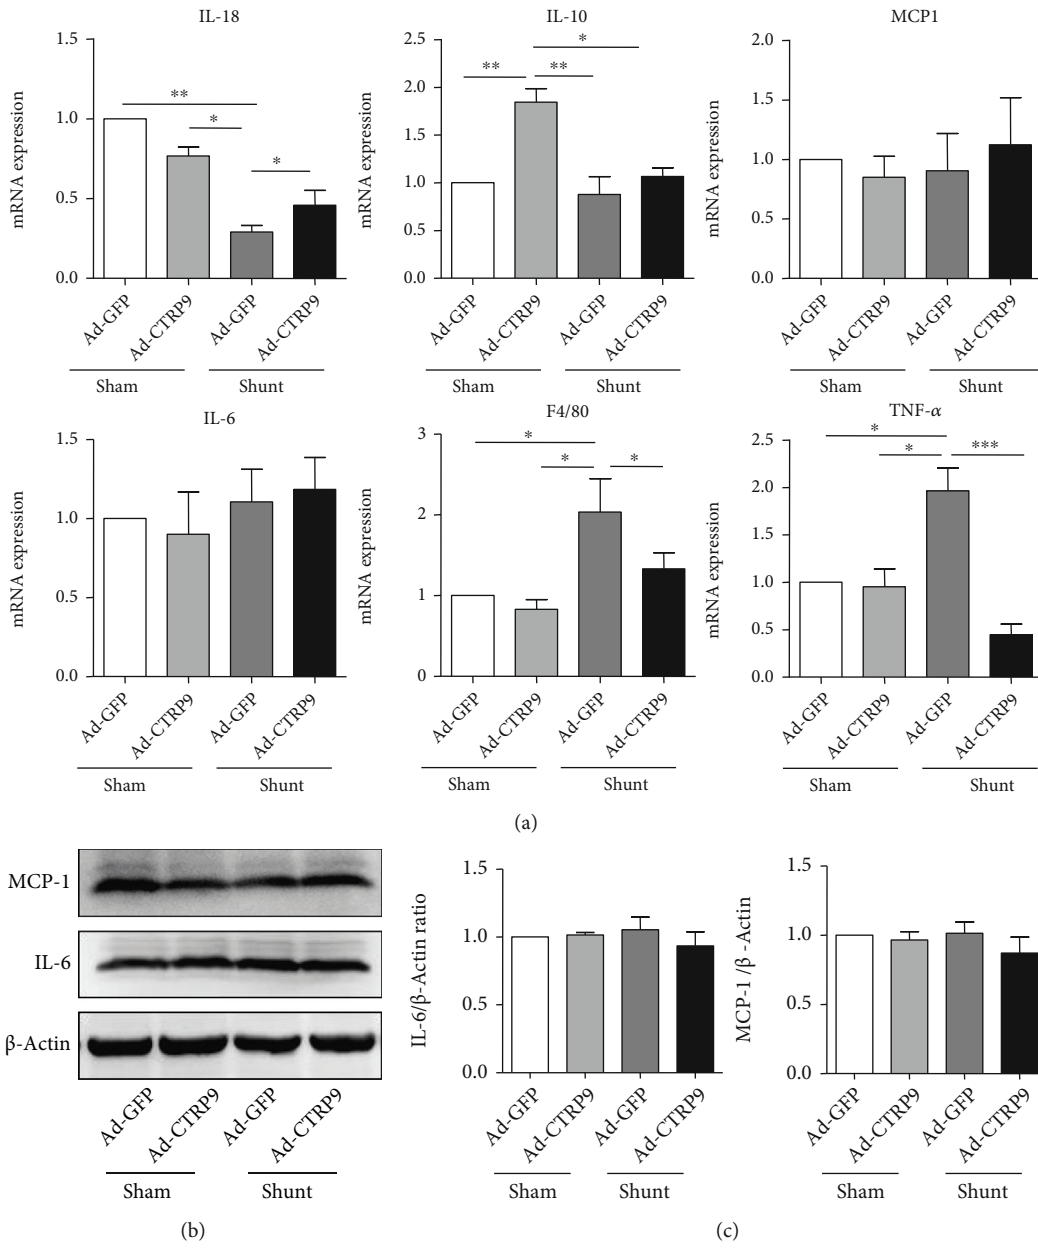 IL-18
mRNA expression
1.5
1.0
0.5
0.0
**
*
*
Ad-GFP
Ad-CTRP9
Ad-GFP
Ad-CTRP9
Sham
Shunt
IL-10
mRNA expression
2.5
2.0
1.5
1.0
0.5
0.0
*
**
**
Ad-GFP
Ad-CTRP9
Ad-GFP
Ad-CTRP9
Sham
Shunt
MCP1
mRNA expression
2.0
1.5
1.0
0.5
0.0
Ad-GFP
Ad-CTRP9
Ad-GFP
Ad-CTRP9
Sham
Shunt
IL-6
mRNA expression
1.5
1.0
0.5
0.0
Ad-GFP
Ad-CTRP9
Ad-GFP
Ad-CTRP9
Sham
Shunt
F4/80
mRNA expression
3
2
1
0
*
*
*
Ad-GFP
Ad-CTRP9
Ad-GFP
Ad-CTRP9
Sham
Shunt
TNF-α
mRNA expression
2.5
2.0
1.5
1.0
0.5
0.0
*
*
***
Ad-GFP
Ad-CTRP9
Ad-GFP
Ad-CTRP9
Sham
Shunt
(a)
MCP-1
IL-6
β-Actin
Ad-GFP
Ad-CTRP9
Ad-GFP
Ad-CTRP9
Sham
Shunt
(b)
IL-6/β-Actin ratio
1.5
1.0
0.5
0.0
Ad-GFP
Ad-CTRP9
Ad-GFP
Ad-CTRP9
Sham
Shunt
MCP-1 /β -Actin
1.5
1.0
0.5
0.0
Ad-GFP
Ad-CTRP9
Ad-GFP
Ad-CTRP9
Sham
Shunt
(c)